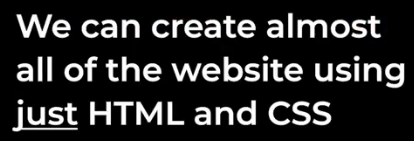 We can create almost
all of the website using
just HTML and CSS